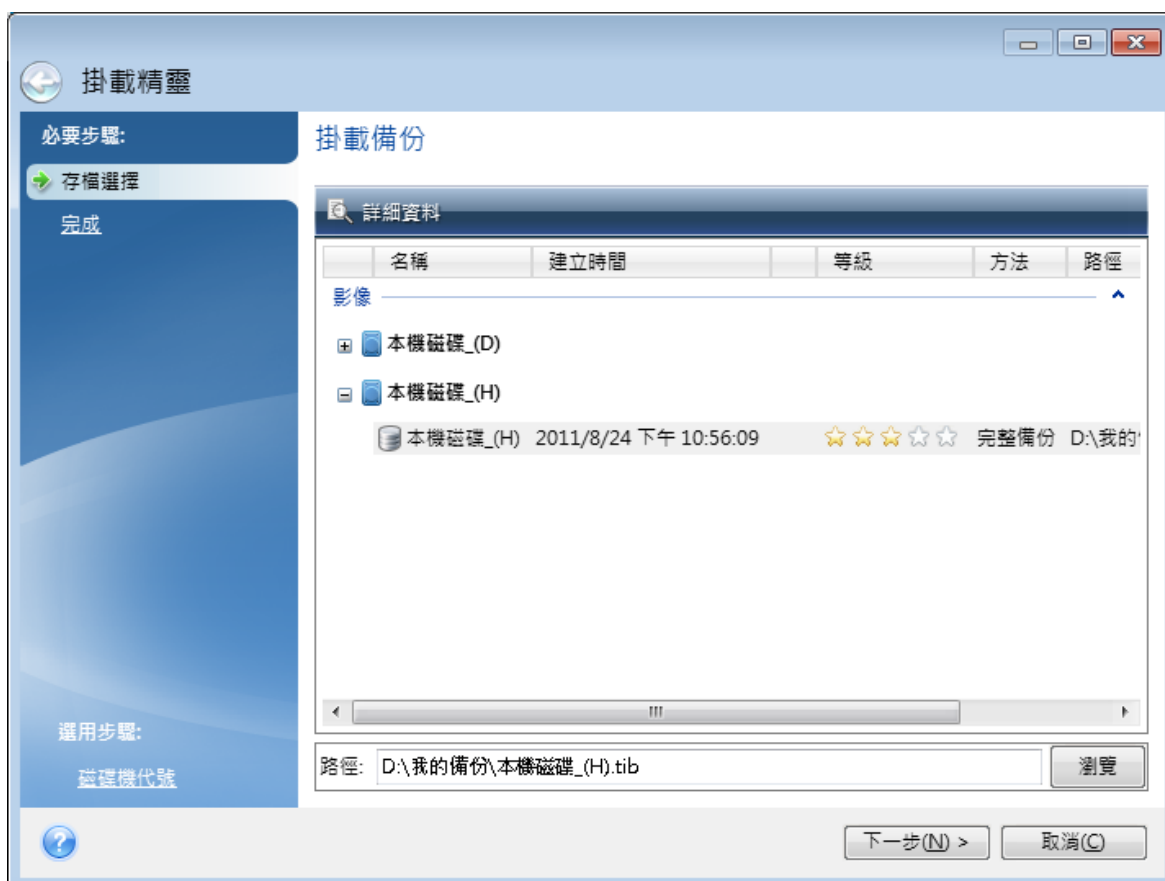 掛載精靈
必要步驟:
存檔選擇
完成
選用步驟:
磁碟機代號
掛載備份
詳細資料
名稱 建立時間 等級 方法 路徑
影像
本機磁碟_(D)
本機磁碟_(H)
本機磁碟_(H) 2011/8/24 下午 10:56:09 完整備份 D:\我的
路徑: D:\我的備份\本機磁碟_(H).tib 瀏覽
下一步(N) > 取消(C)